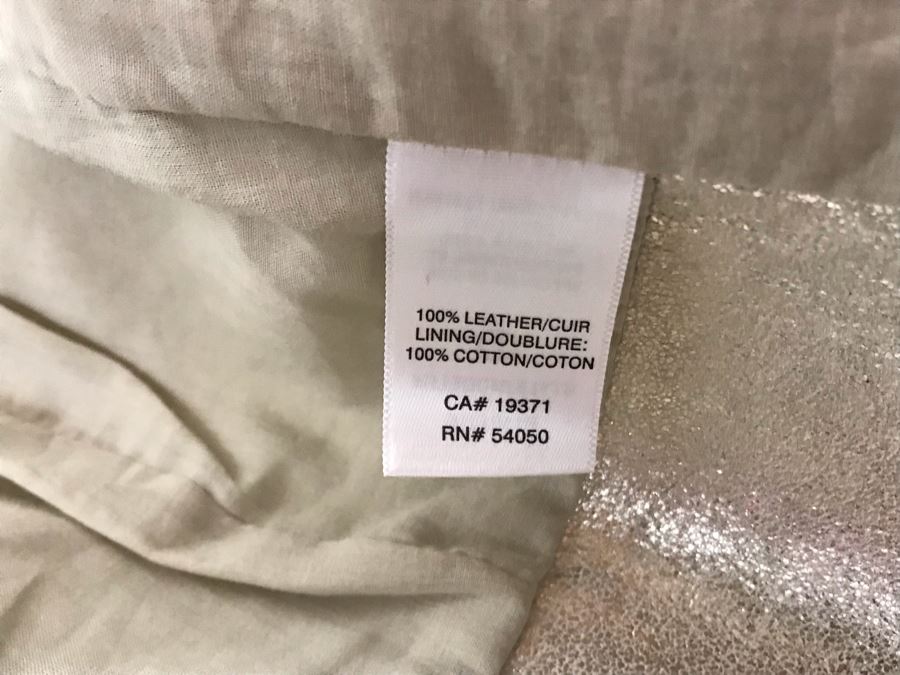 100% LEATHER/CUIR
LINING/DOUBLURE:
100% COTTON/COTON
CA# 19371
RN# 54050